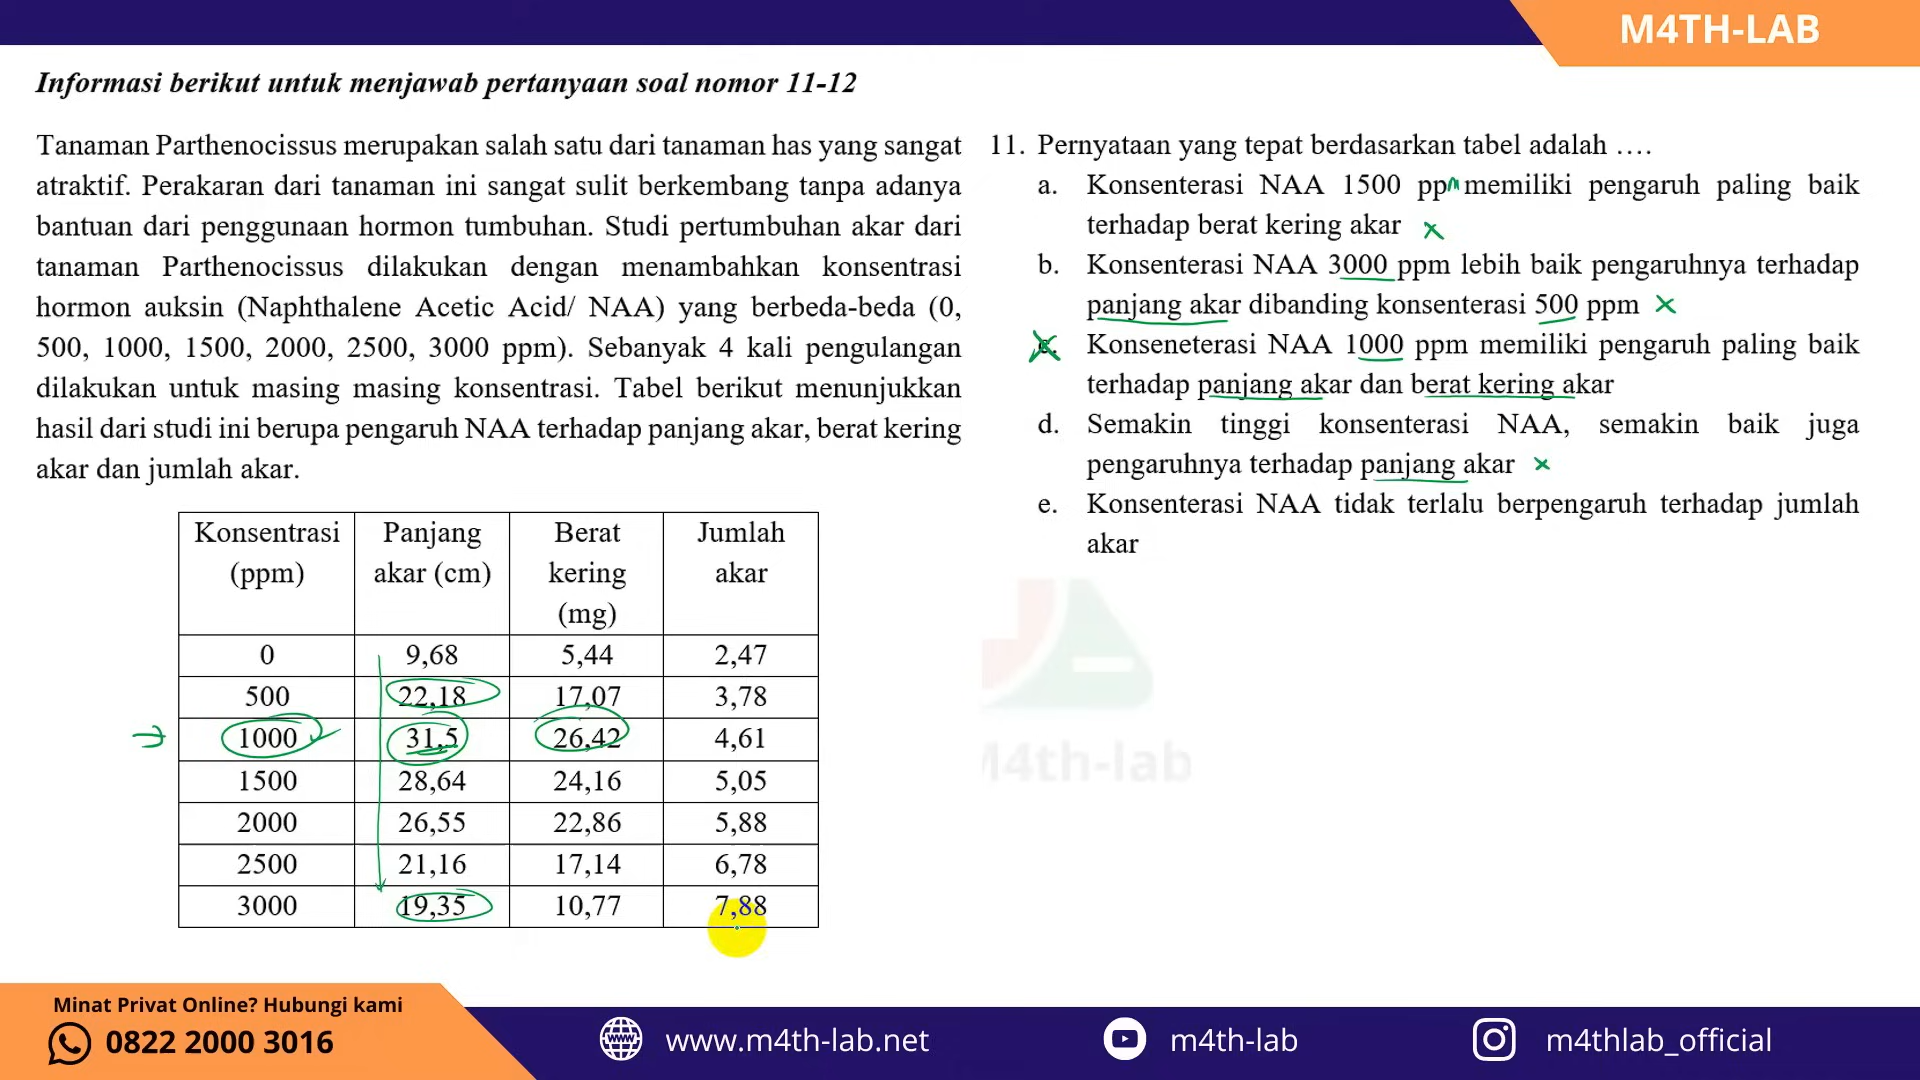 M4TH-LAB
Informasi berikut untuk menjawab pertanyaan soal nomor 11-12
Tanaman Parthenocissus merupakan salah satu dari tanaman has yang sangat
atraktif. Perakaran dari tanaman ini sangat sulit berkembang tanpa adanya
bantuan dari penggunaan hormon tumbuhan. Studi pertumbuhan akar dari
tanaman Parthenocissus dilakukan dengan menambahkan konsentrasi
hormon auksin (Naphthalene Acetic Acid/ NAA) yang berbeda-beda (0,
500, 1000, 1500, 2000, 2500, 3000 ppm). Sebanyak 4 kali pengulangan
dilakukan untuk masing masing konsentrasi. Tabel berikut menunjukkan
hasil dari studi ini berupa pengaruh NAA terhadap panjang akar, berat kering
akar dan jumlah akar.
Konsentrasi (ppm) Panjang akar (cm) Berat kering (mg) Jumlah akar
0 9,68 5,44 2,47
500 22,18 17,07 3,78
1000 31,5 26,42 4,61
1500 28,64 24,16 5,05
2000 26,55 22,86 5,88
2500 21,16 17,14 6,78
3000 19,35 10,77 7,88
11. Pernyataan yang tepat berdasarkan tabel adalah ….
a. Konsenterasi NAA 1500 ppm memiliki pengaruh paling baik
terhadap berat kering akar
b. Konsenterasi NAA 3000 ppm lebih baik pengaruhnya terhadap
panjang akar dibanding konsenterasi 500 ppm
c. Konseneterasi NAA 1000 ppm memiliki pengaruh paling baik
terhadap panjang akar dan berat kering akar
d. Semakin tinggi konsenterasi NAA, semakin baik juga
pengaruhnya terhadap panjang akar
e. Konsenterasi NAA tidak terlalu berpengaruh terhadap jumlah
akar
M4th-lab
Minat Privat Online? Hubungi kami
0822 2000 3016
www.m4th-lab.net
m4th-lab
m4thlab_official